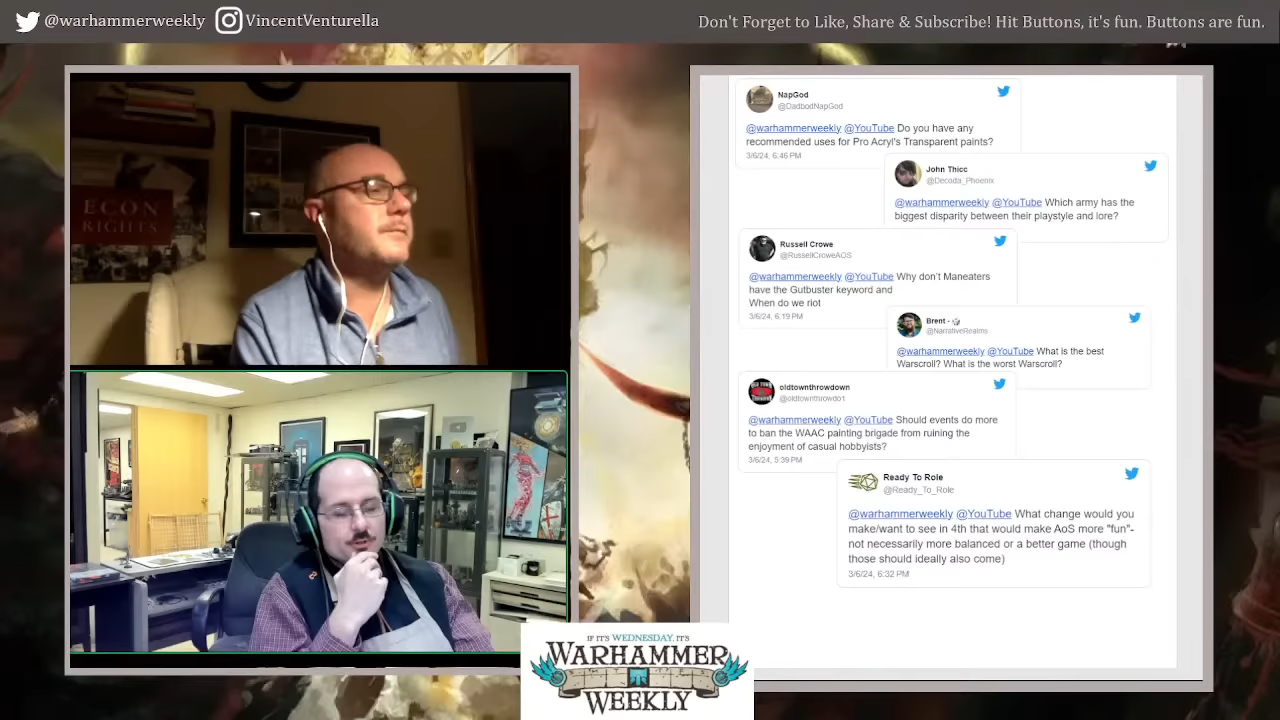 @warhammerweekly
VincentVenturella
Don't Forget to Like, Share & Subscribe! Hit Buttons, it's fun. Buttons are fun.
ECON
RIGHTS
NapGod
@DadbodNapGod
@warhammerweekly @YouTube Do you have any
recommended uses for Pro Acryl's Transparent paints?
3/6/24, 6:46 PM
John Thicc
@Decoda_Phoenix
@warhammerweekly @YouTube Which army has the
biggest disparity between their playstyle and lore?
Russell Crowe
@RussellCroweAOS
@warhammerweekly @YouTube Why don't Maneaters
have the Gutbuster keyword and
When do we riot
3/6/24, 6:19 PM
Brent -
@NarrativeRealms
@warhammerweekly @YouTube What is the best
Warscroll? What is the worst Warscroll?
oldtownthrowdown
@oldtownthrowdo1
@warhammerweekly @YouTube Should events do more
to ban the WAAC painting brigade from ruining the
enjoyment of casual hobbyists?
3/6/24, 5:39 PM
Ready To Role
@Ready_To_Role
@warhammerweekly @YouTube What change would you
make/want to see in 4th that would make AoS more "fun"-
not necessarily more balanced or a better game (though
those should ideally also come)
3/6/24, 6:32 PM
IF IT'S WEDNESDAY, IT'S
WARHAMMER
WEEKLY